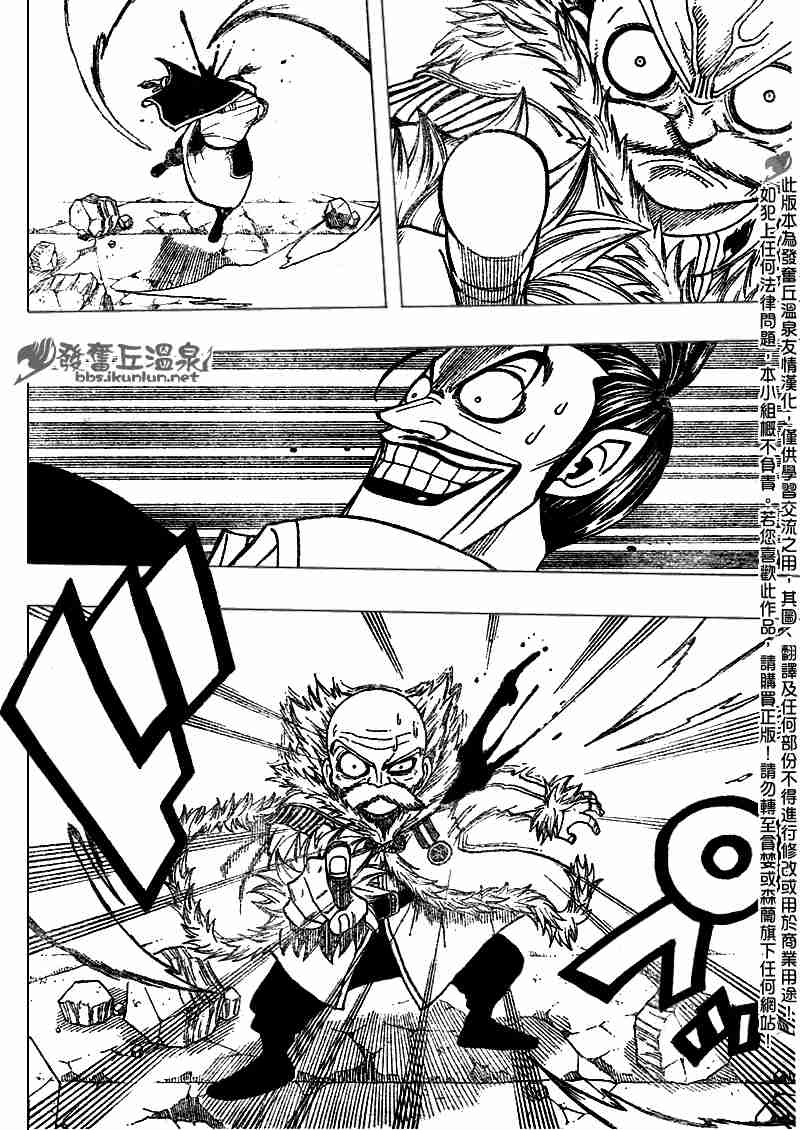 發奮丘溫泉
bbs.ikunlun.net
ドドペッ
此版本為發奮丘溫泉友情漢化，僅供學習交流之用，其圖、翻譯及任何部份不得進行修改或用於商業用途！
如犯上任何法律問題，本小組概不負責。若您喜歡此作品，請購買正版！請勿轉至貪婪或森蘭旗下任何網站！